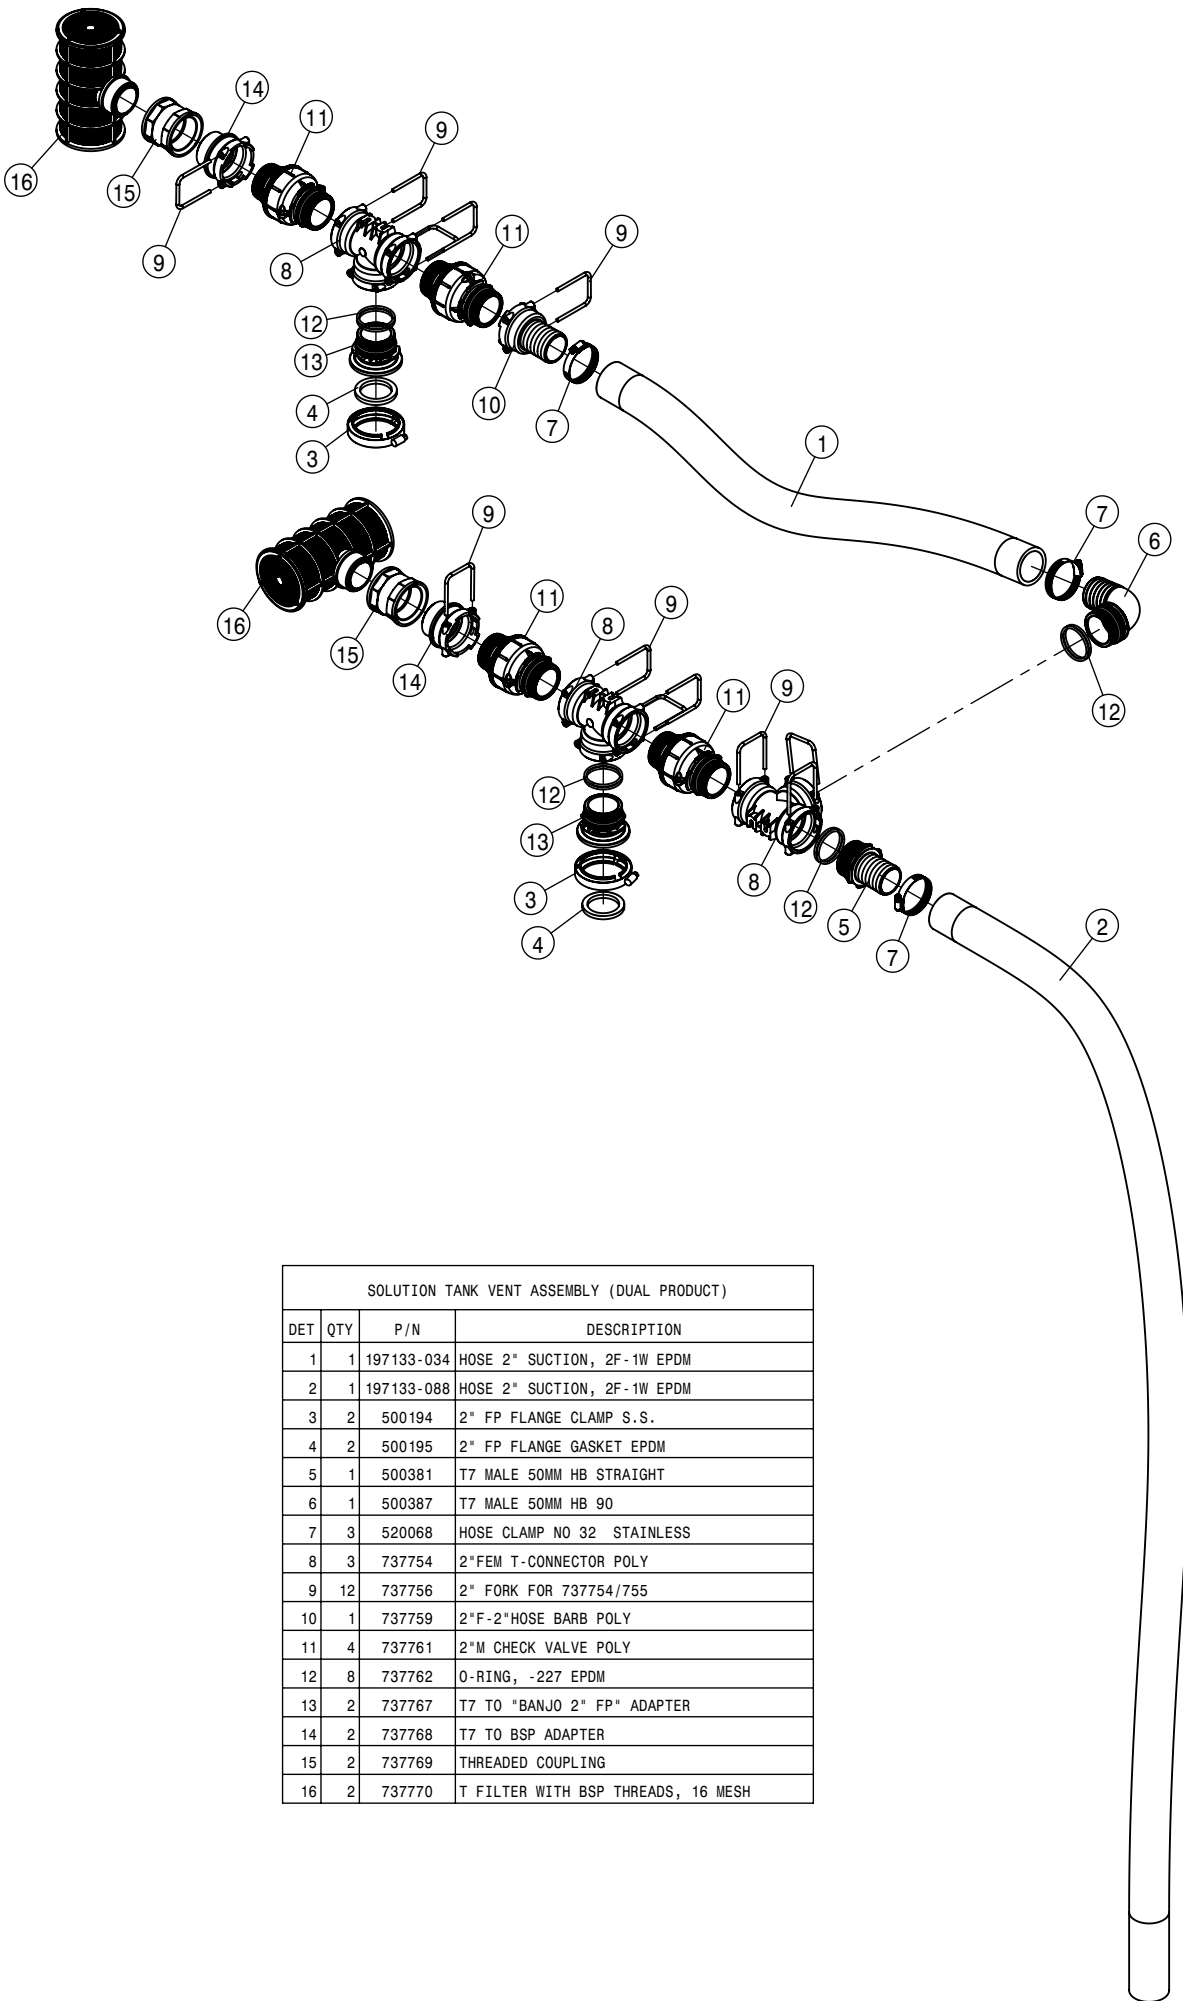 14
11
9
16
15
9
8
11
9
12
13
4
3
10
7
1
7
6
9
16
15
14
11
8
9
11
9
12
12
13
3
4
8
12
5
7
2
SOLUTION TANK VENT ASSEMBLY (DUAL PRODUCT)
DET QTY P/N DESCRIPTION
1 1 197133-034 HOSE 2" SUCTION, 2F-1W EPDM
2 1 197133-088 HOSE 2" SUCTION, 2F-1W EPDM
3 2 500194 2" FP FLANGE CLAMP S.S.
4 2 500195 2" FP FLANGE GASKET EPDM
5 1 500381 T7 MALE 50MM HB STRAIGHT
6 1 500387 T7 MALE 50MM HB 90
7 3 520068 HOSE CLAMP NO 32 STAINLESS
8 3 737754 2"FEM T-CONNECTOR POLY
9 12 737756 2" FORK FOR 737754/755
10 1 737759 2"F-2"HOSE BARB POLY
11 4 737761 2"M CHECK VALVE POLY
12 8 737762 O-RING, -227 EPDM
13 2 737767 T7 TO "BANJO 2" FP" ADAPTER
14 2 737768 T7 TO BSP ADAPTER
15 2 737769 THREADED COUPLING
16 2 737770 T FILTER WITH BSP THREADS, 16 MESH